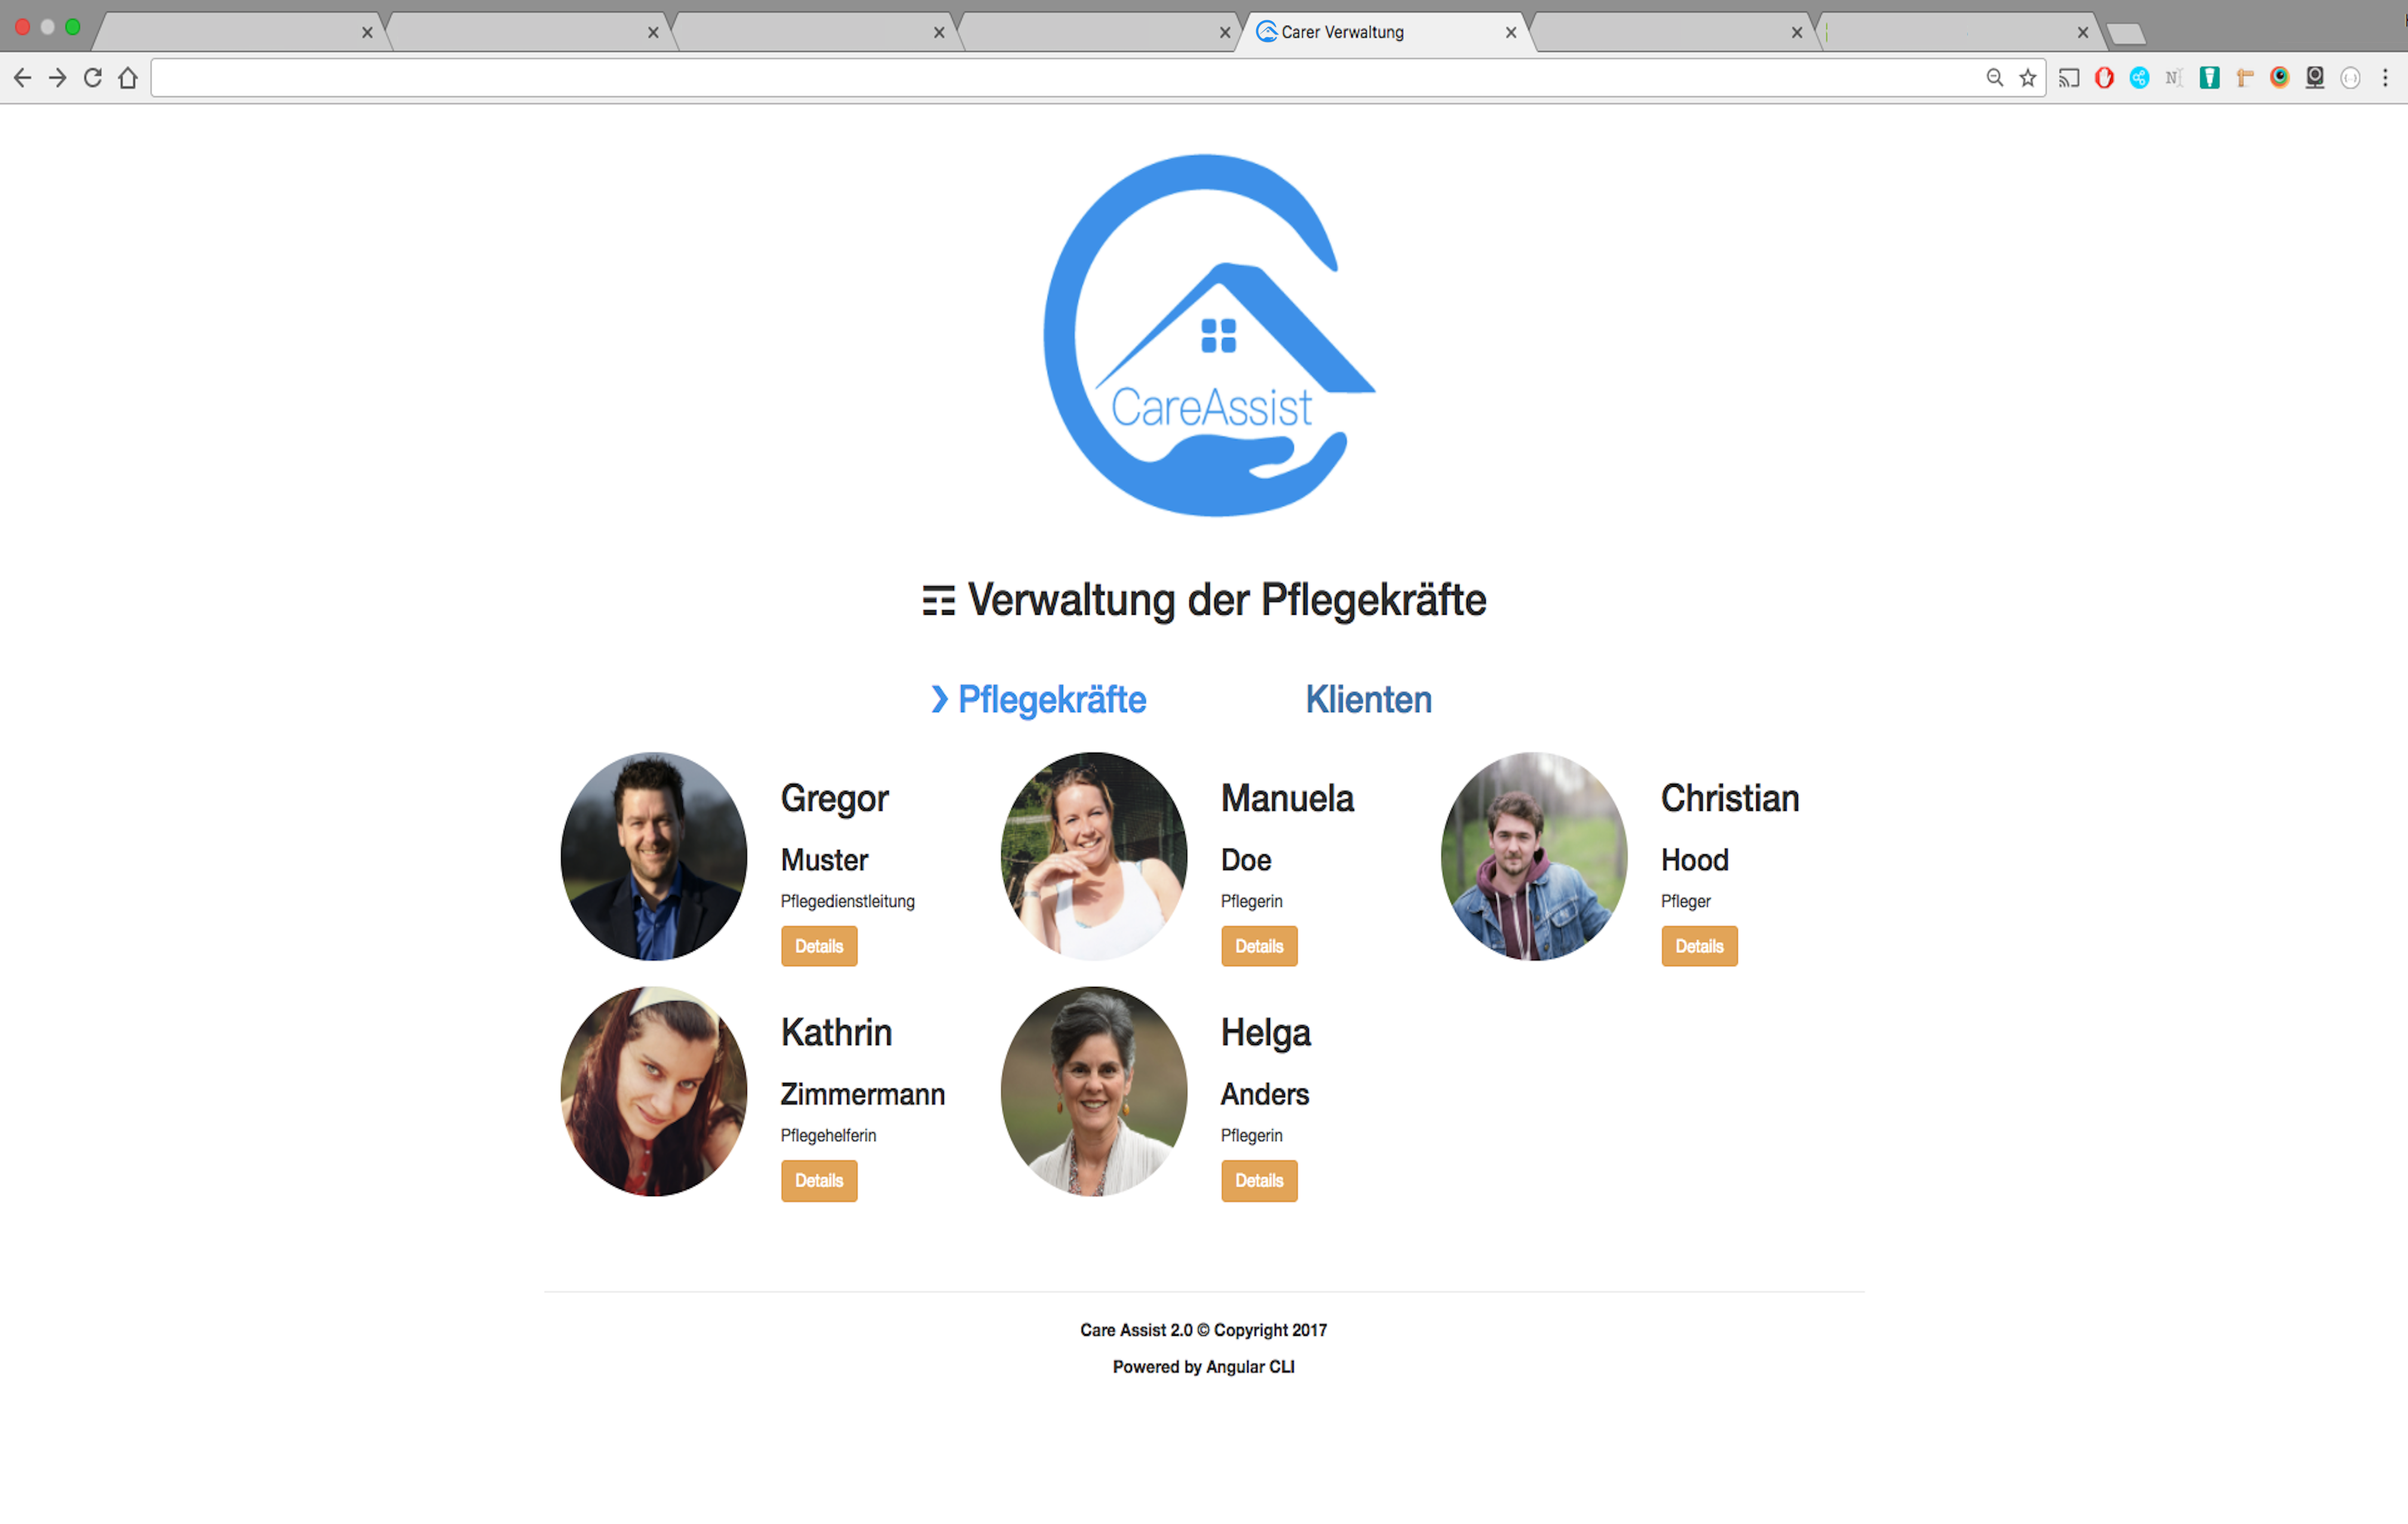 Carer Verwaltung
CareAssist
☶ Verwaltung der Pflegekräfte
❯ Pflegekräfte
Klienten
Gregor
Muster
Pflegedienstleitung
Details
Manuela
Doe
Pflegerin
Details
Christian
Hood
Pfleger
Details
Kathrin
Zimmermann
Pflegehelferin
Details
Helga
Anders
Pflegerin
Details
Care Assist 2.0 © Copyright 2017
Powered by Angular CLI